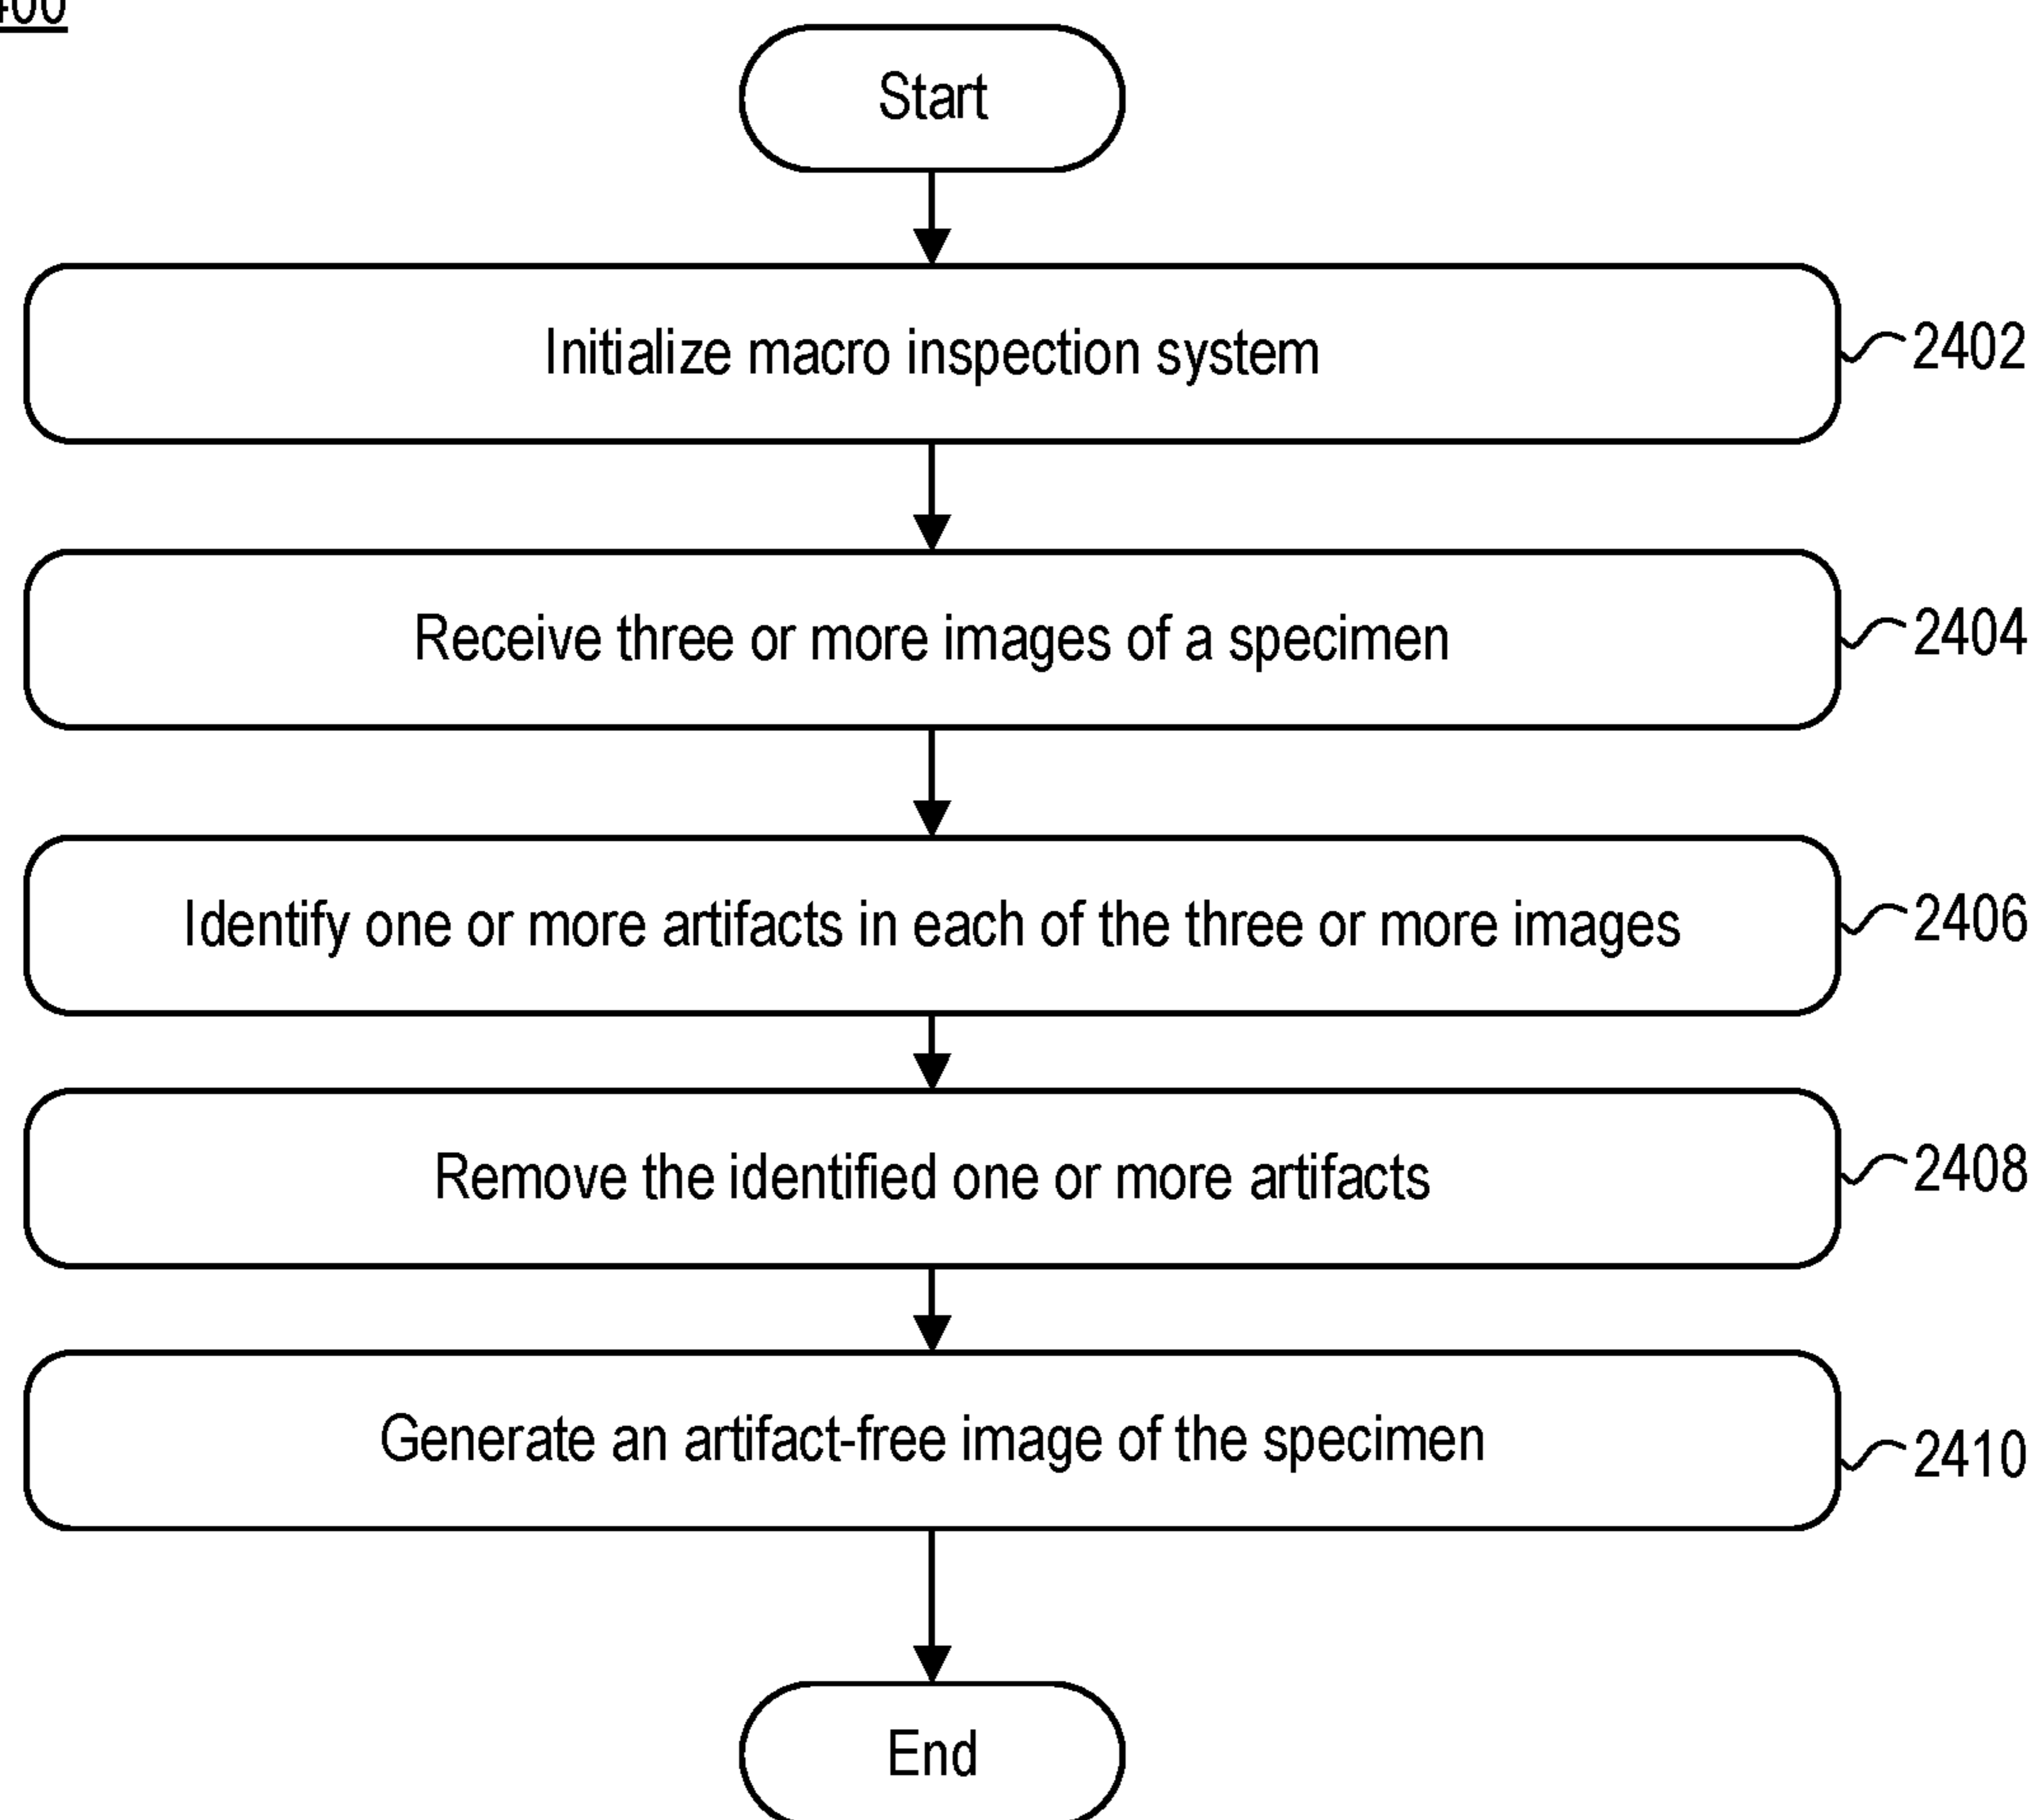 Start
Initialize macro inspection system
2402
Receive three or more images of a specimen
2404
Identify one or more artifacts in each of the three or more images
2406
Remove the identified one or more artifacts
2408
Generate an artifact-free image of the specimen
2410
End